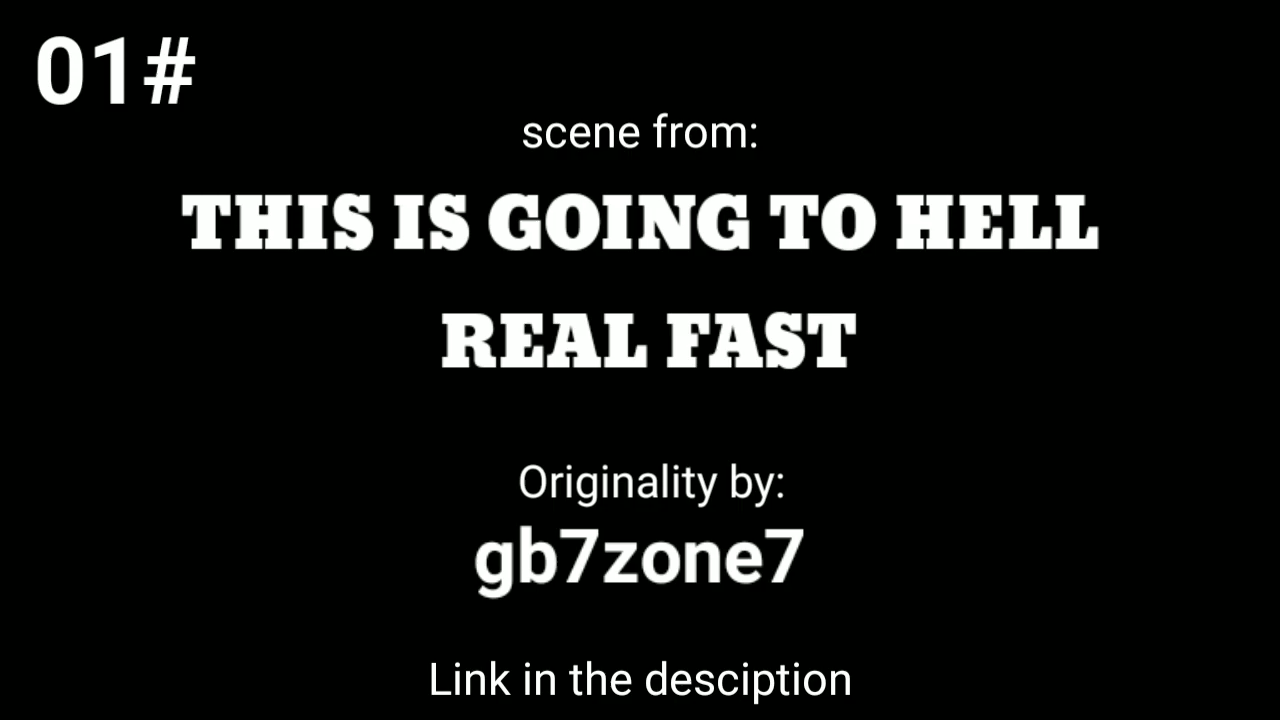 01#
scene from:
THIS IS GOING TO HELL
REAL FAST
Originality by:
gb7zone7
Link in the desciption